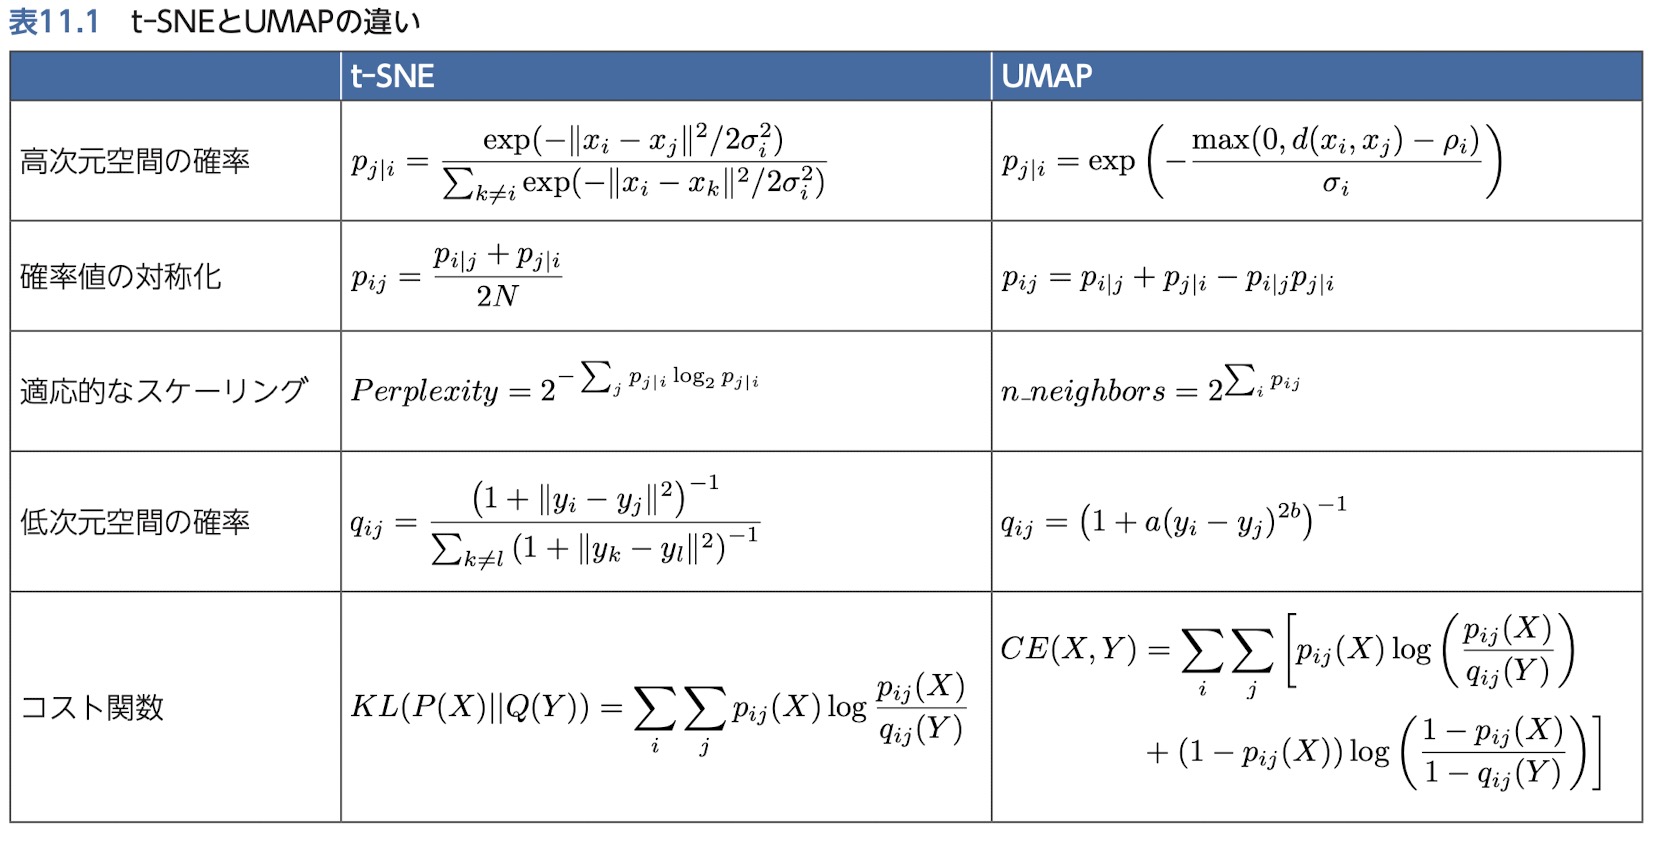 表11.1 t-SNEとUMAPの違い
t-SNE UMAP
高次元空間の確率 $p_{j|i} = \frac{\exp(-\|x_i - x_j\|^2/2\sigma_i^2)}{\sum_{k \neq i} \exp(-\|x_i - x_k\|^2/2\sigma_i^2)}$ $p_{j|i} = \exp\left(-\frac{\max(0, d(x_i, x_j) - \rho_i)}{\sigma_i}\right)$
確率値の対称化 $p_{ij} = \frac{p_{i|j} + p_{j|i}}{2N}$ $p_{ij} = p_{i|j} + p_{j|i} - p_{i|j}p_{j|i}$
適応的なスケーリング $Perplexity = 2^{-\sum_j p_{j|i} \log_2 p_{j|i}}$ $n\_neighbors = 2^{\sum_i p_{ij}}$
低次元空間の確率 $q_{ij} = \frac{(1 + \|y_i - y_j\|^2)^{-1}}{\sum_{k \neq l} (1 + \|y_k - y_l\|^2)^{-1}}$ $q_{ij} = (1 + a(y_i - y_j)^{2b})^{-1}$
コスト関数 $KL(P(X)||Q(Y)) = \sum_i \sum_j p_{ij}(X) \log \frac{p_{ij}(X)}{q_{ij}(Y)}$ $CE(X, Y) = \sum_i \sum_j \left[ p_{ij}(X) \log \left( \frac{p_{ij}(X)}{q_{ij}(Y)} \right) \right.$
$\left. + (1 - p_{ij}(X)) \log \left( \frac{1 - p_{ij}(X)}{1 - q_{ij}(Y)} \right) \right]$